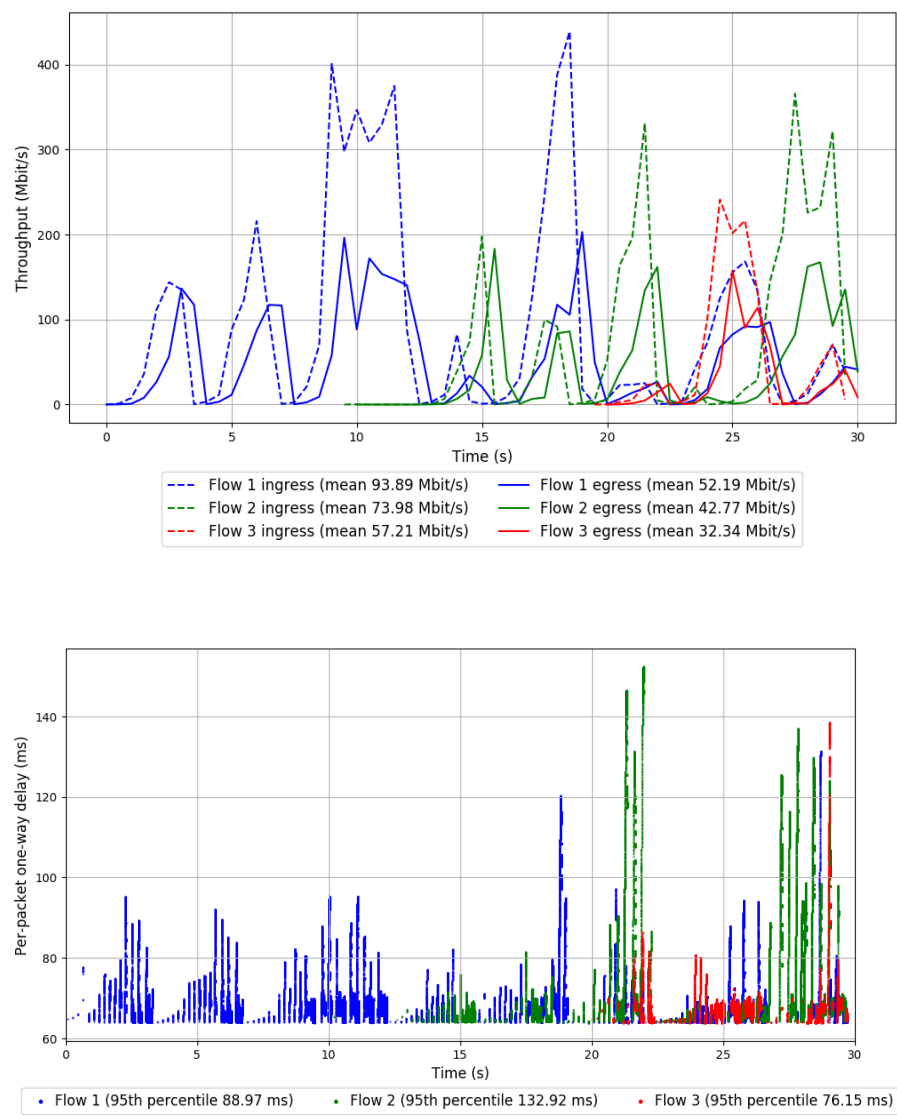 400
300
200
100
0
Throughput (Mbit/s)
0 5 10 15 20 25 30
Time (s)
Flow 1 ingress (mean 93.89 Mbit/s) Flow 1 egress (mean 52.19 Mbit/s)
Flow 2 ingress (mean 73.98 Mbit/s) Flow 2 egress (mean 42.77 Mbit/s)
Flow 3 ingress (mean 57.21 Mbit/s) Flow 3 egress (mean 32.34 Mbit/s)
140
120
100
80
60
Per-packet one-way delay (ms)
0 5 10 15 20 25 30
Time (s)
Flow 1 (95th percentile 88.97 ms) Flow 2 (95th percentile 132.92 ms) Flow 3 (95th percentile 76.15 ms)